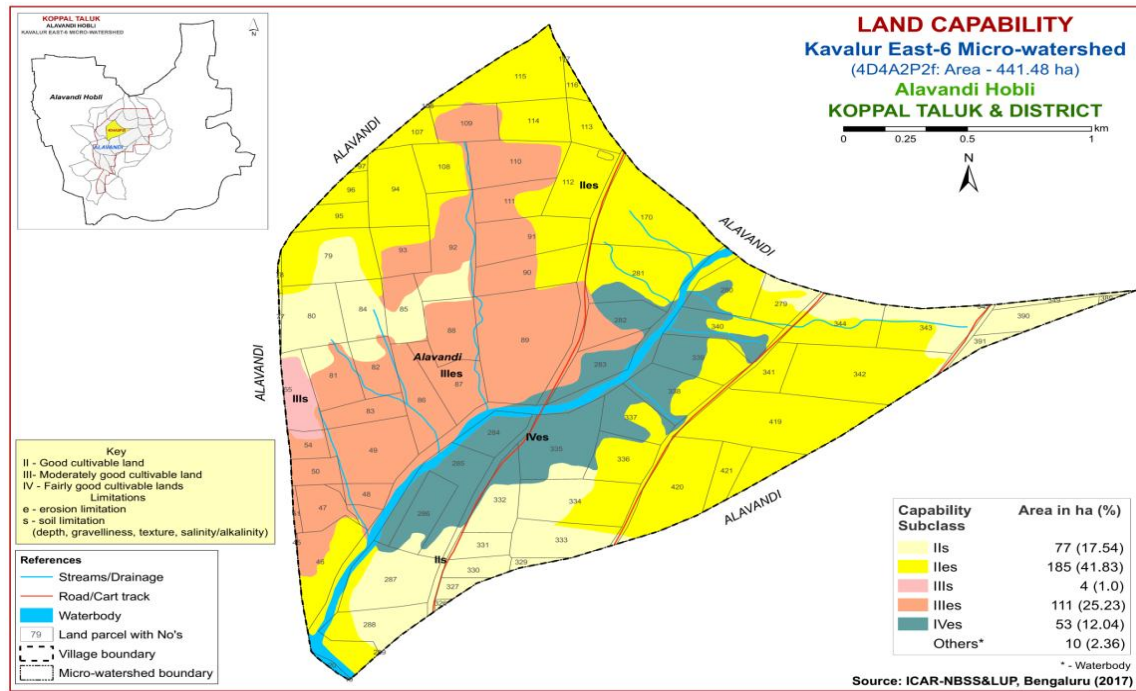 KOPPAL TALUK
ALAVANDI HOBLI
KAVALUR EAST-6 MICRO-WATERSHED
N
Alavandi Hobli
ALAVANDI
LAND CAPABILITY
Kavalur East-6 Micro-watershed
(4D4A2P2f: Area - 441.48 ha)
Alavandi Hobli
KOPPAL TALUK & DISTRICT
0 0.25 0.5 1 km
N
ALAVANDI
ALAVANDI
ALAVANDI
ALAVANDI
115
116
109
114
107
113
110
108
112
IIes
96
94
111
170
95
91
79
93
92
90
281
280
279
80
84
85
282
340
344
343
390
391
88
89
Alavandi
IIIes
87
81
82
283
339
341
342
IIIs
86
338
83
284
337
419
54
49
IVes
335
285
336
421
50
48
420
47
332
334
286
331
333
IIs
46
330
329
287
327
288
Key
II - Good cultivable land
III- Moderately good cultivable land
IV - Fairly good cultivable lands
Limitations
e - erosion limitation
s - soil limitation
(depth, gravelliness, texture, salinity/alkalinity)
References
Streams/Drainage
Road/Cart track
Waterbody
79 Land parcel with No's
Village boundary
Micro-watershed boundary
Capability Subclass Area in ha (%)
IIs 77 (17.54)
IIes 185 (41.83)
IIIs 4 (1.0)
IIIes 111 (25.23)
IVes 53 (12.04)
Others* 10 (2.36)
* - Waterbody
Source: ICAR-NBSS&LUP, Bengaluru (2017)